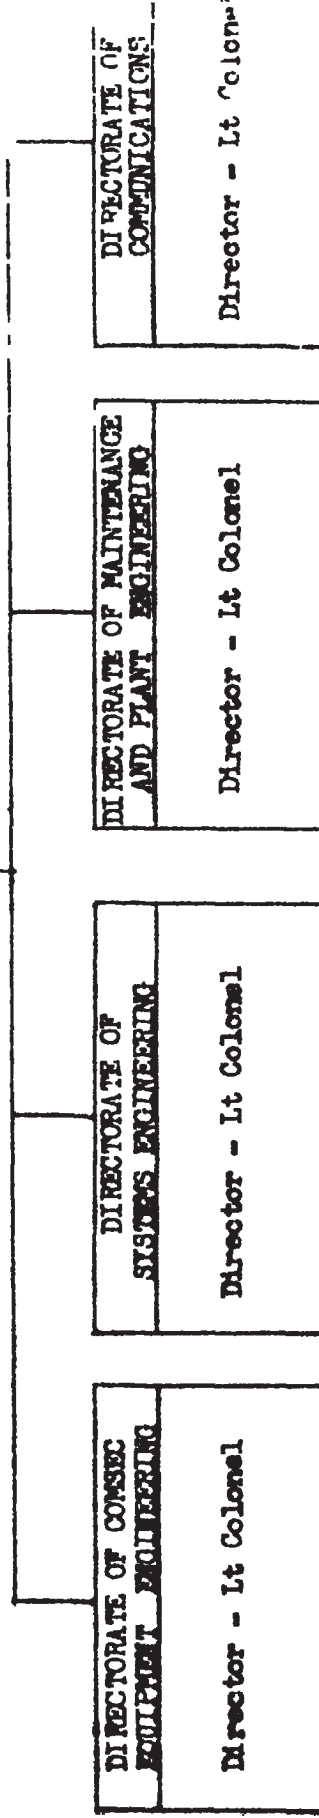 DIRECTORATE OF COMSEC
EQUIPMENT ENGINEERING
Director - Lt Colonel
DIRECTORATE OF
SYSTEMS ENGINEERING
Director - Lt Colonel
DIRECTORATE OF MAINTENANCE
AND PLANT ENGINEERING
Director - Lt Colonel
DIRECTORATE OF
COMMUNICATIONS
Director - Lt Colone